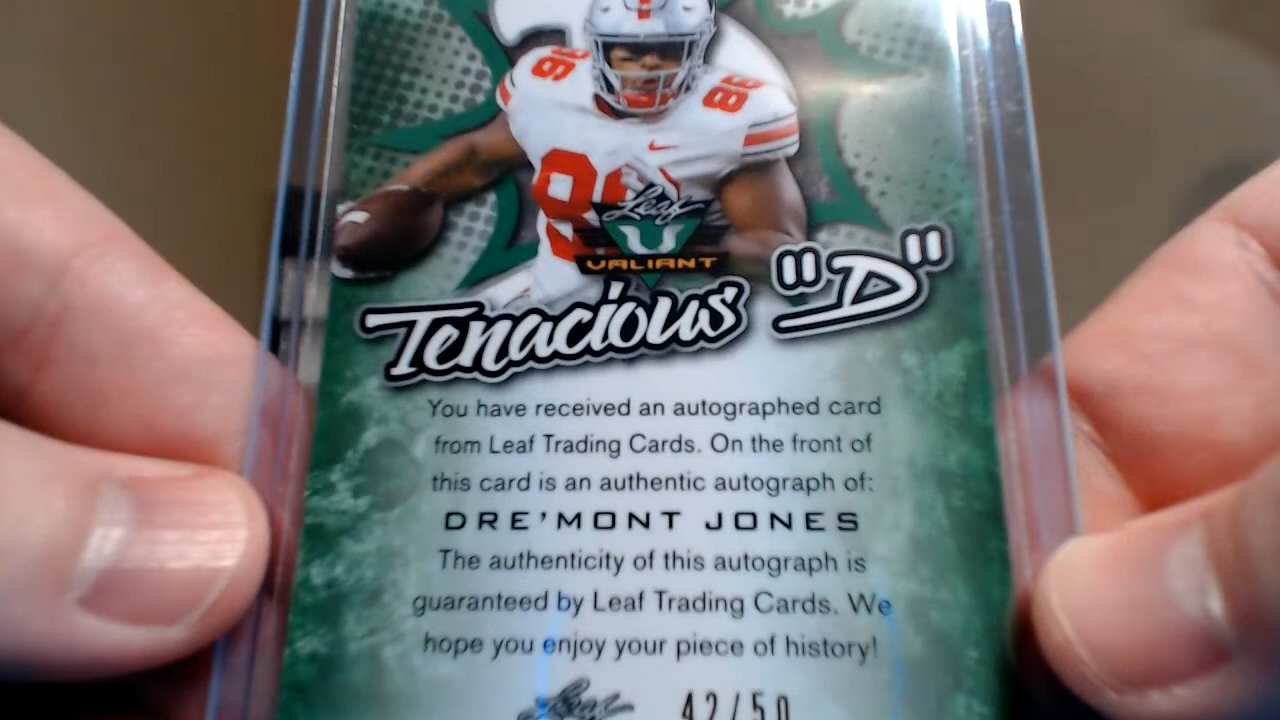 86
86
86
Leaf
VALIANT
Tenacious "D"
You have received an autographed card
from Leaf Trading Cards. On the front of
this card is an authentic autograph of:
DRE'MONT JONES
The authenticity of this autograph is
guaranteed by Leaf Trading Cards. We
hope you enjoy your piece of history!
Leaf 42/50